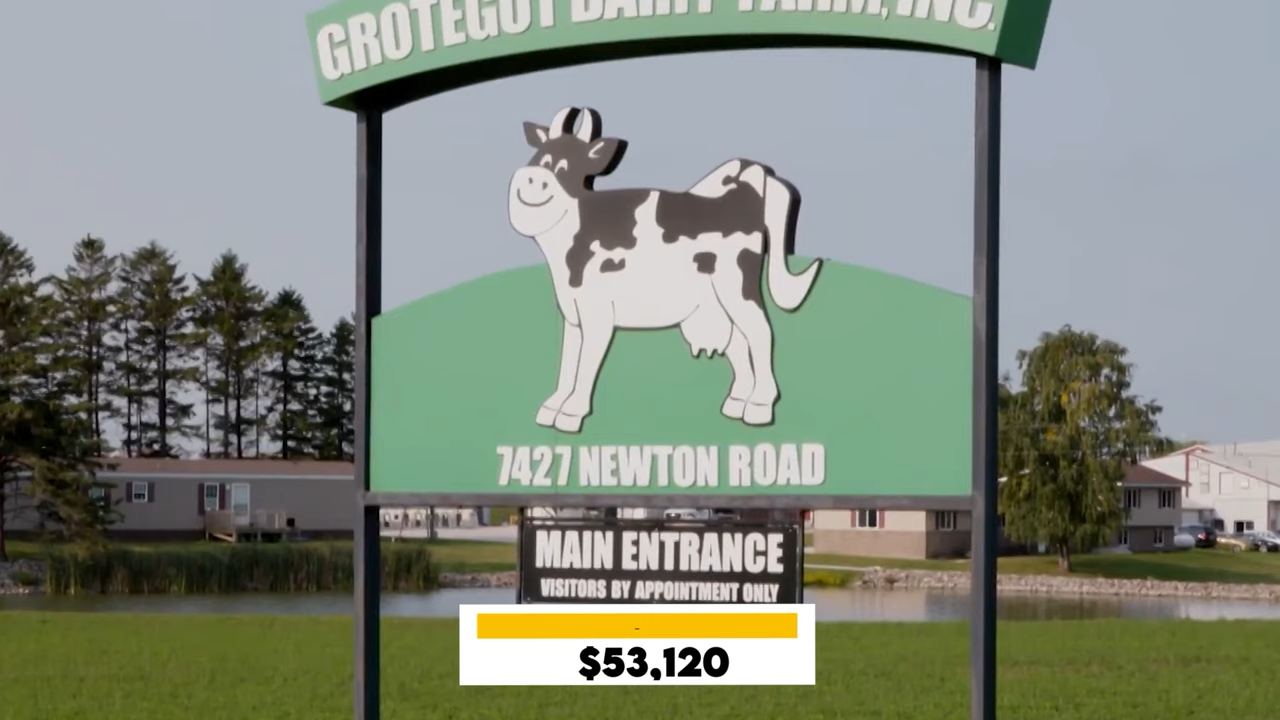 GROTEGUT DAIRY FARM, INC.
7427 NEWTON ROAD
MAIN ENTRANCE
VISITORS BY APPOINTMENT ONLY
-
$53,120